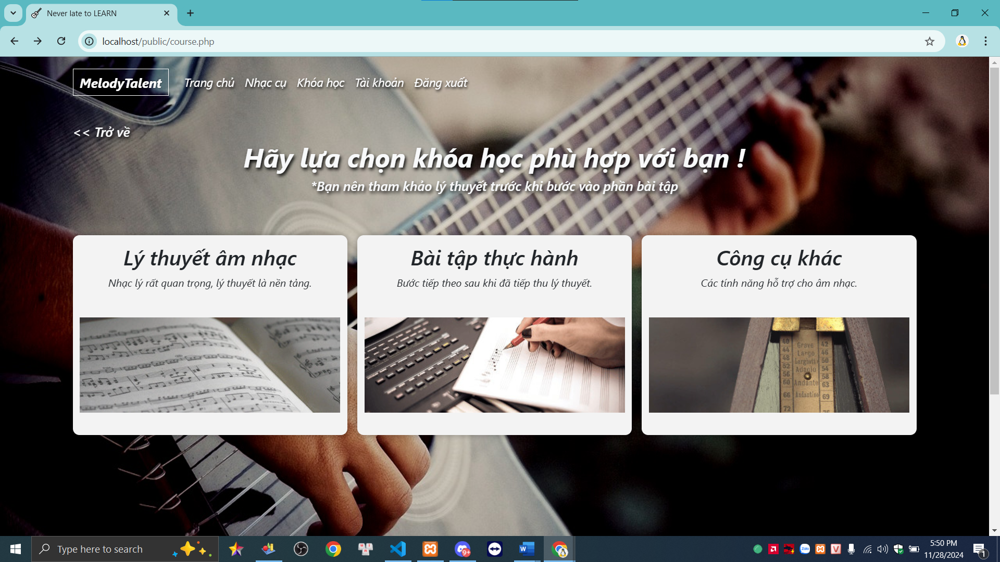 Never late to LEARN
localhost/public/course.php
MelodyTalent
Trang chủ Nhạc cụ Khóa học Tài khoản Đăng xuất
<< Trở về
Hãy lựa chọn khóa học phù hợp với bạn !
*Bạn nên tham khảo lý thuyết trước khi bước vào phần bài tập
Lý thuyết âm nhạc
Nhạc lý rất quan trọng, lý thuyết là nền tảng.
Bài tập thực hành
Bước tiếp theo sau khi đã tiếp thu lý thuyết.
Công cụ khác
Các tính năng hỗ trợ cho âm nhạc.
40 Grave 42
44 Largo 46
48 Larghetto 50
52 Adagio 54
56 58
60 Andante 63
66 Andantino 69
72
Type here to search
9+
Zalo
5:50 PM
11/28/2024
1